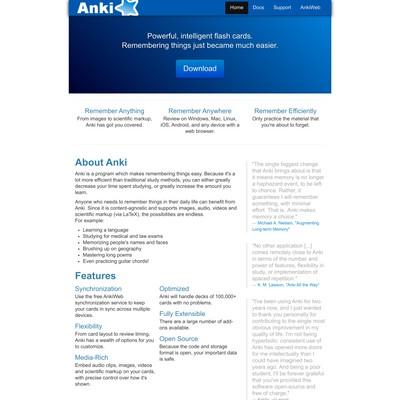 Anki
Home Docs Support AnkiWeb
Powerful, intelligent flash cards.
Remembering things just became much easier.
Download
Remember Anything
From images to scientific markup,
Anki has got you covered.
Remember Anywhere
Review on Windows, Mac, Linux,
iOS, Android, and any device with a
web browser.
Remember Efficiently
Only practice the material that
you're about to forget.
About Anki
Anki is a program which makes remembering things easy. Because it's a
lot more efficient than traditional study methods, you can either greatly
decrease your time spent studying, or greatly increase the amount you
learn.
Anyone who needs to remember things in their daily life can benefit from
Anki. Since it is content-agnostic and supports images, audio, videos and
scientific markup (via LaTeX), the possibilities are endless.
For example:
• Learning a language
• Studying for medical and law exams
• Memorizing people's names and faces
• Brushing up on geography
• Mastering long poems
• Even practicing guitar chords!
Features
Synchronization
Use the free AnkiWeb
synchronization service to keep
your cards in sync across multiple
devices.
Flexibility
From card layout to review timing,
Anki has a wealth of options for you
to customize.
Media-Rich
Embed audio clips, images, videos
and scientific markup on your cards,
with precise control over how it's
shown.
Optimized
Anki will handle decks of 100,000+
cards with no problems.
Fully Extensible
There are a large number of add-
ons available.
Open Source
Because the code and storage
format is open, your important data
is safe.
"The single biggest change
that Anki brings about is that
it means memory is no longer
a haphazard event, to be left
to chance. Rather, it
guarantees I will remember
something, with minimal
effort. That is, Anki makes
memory a choice."
— Michael A. Nielsen, "Augmenting
Long-term Memory"
"No other application [...]
comes remotely close to Anki
in terms of the number and
power of features, flexibility in
study, or implementation of
spaced repetition."
— K. M. Lawson, "Anki All the Way"
"I've been using Anki for two
years now, and I just wanted
to thank you personally for
contributing to the single most
obvious improvement in my
quality of life. I'm not being
hyperbolic: consistent use of
Anki has opened more doors
for me intellectually than I
could have imagined two
years ago. And being a poor
student, I'll be forever grateful
that you've provided this
software open-source and
free of charge."